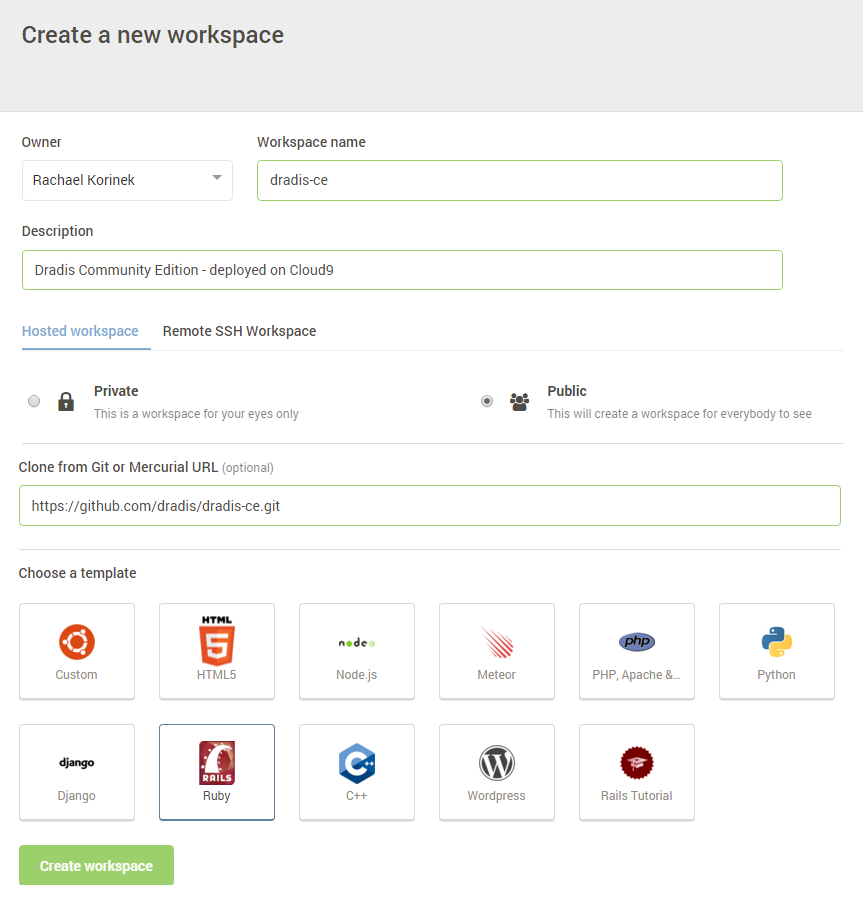 Create a new workspace
Owner
Workspace name
Rachael Korinek
dradis-ce
Description
Dradis Community Edition - deployed on Cloud9
Hosted workspace
Remote SSH Workspace
Private
This is a workspace for your eyes only
Public
This will create a workspace for everybody to see
Clone from Git or Mercurial URL (optional)
https://github.com/dradis/dradis-ce.git
Choose a template
Custom
HTML
5
HTML5
node
Node.js
Meteor
php
PHP, Apache &...
Python
django
Django
RAILS
Ruby
C++
C++
W
Wordpress
Rails Tutorial
Create workspace